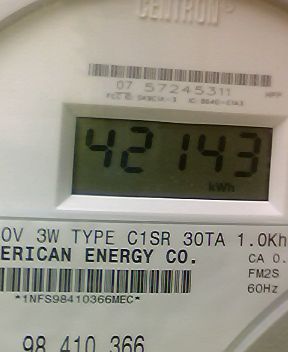 CENTRON®
07 57245311
42143
kWh
0V 3W TYPE C1SR 30TA 1.0Kh
ERICAN ENERGY CO.
CA 0.
FM2S
*1NFS98410366MEC*
60Hz
98 410 366